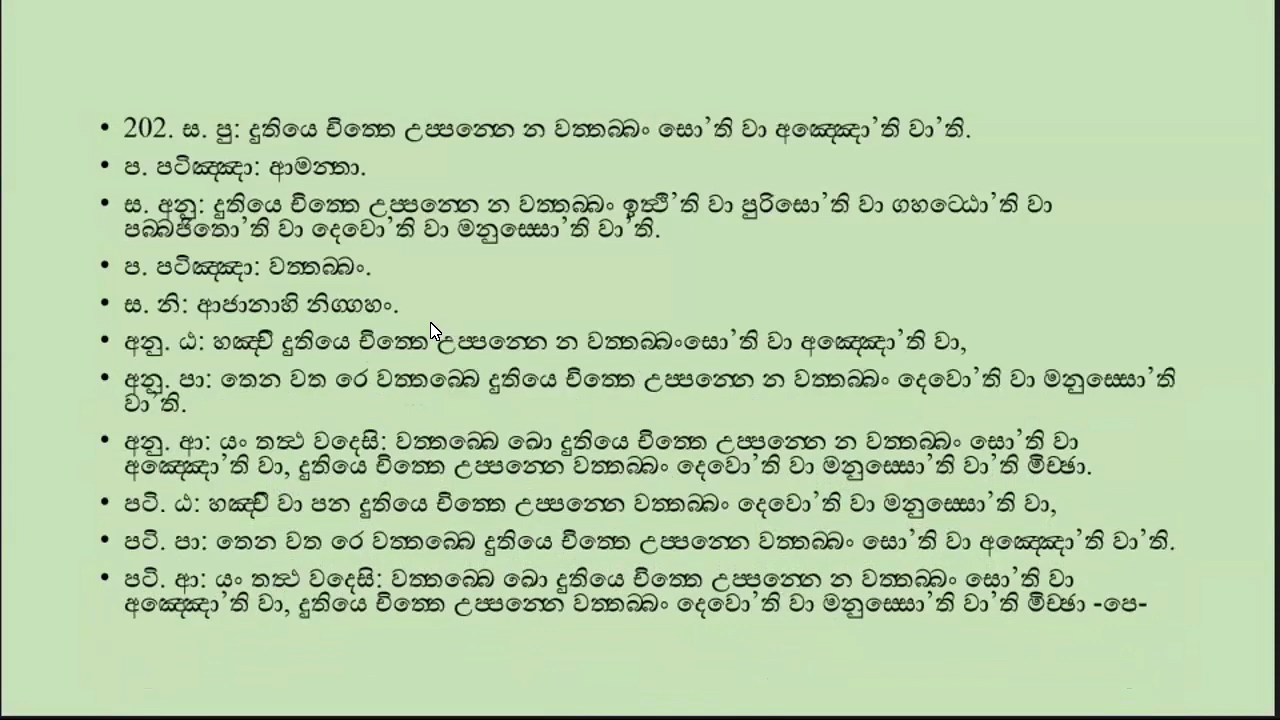 • 202. ස. පු: දුතියෙ චිත්තෙ උප්පන්නෙ න වත්තබ්බං සො’ති වා අඤ්ඤො’ති වා’ති.
• ප. පටිඤ්ඤා: ආමන්තා.
• ස. අනු: දුතියෙ චිත්තෙ උප්පන්නෙ න වත්තබ්බං ඉත්ථි’ති වා පුරිසො’ති වා ගහට්ඨො’ති වා
පබ්බජිතො’ති වා දෙවො’ති වා මනුස්සො’ති වා’ති.
• ප. පටිඤ්ඤා: වත්තබ්බං.
• ස. නි: ආජානාහි නිග්ගහං.
• අනු. ඨ: හඤ්චි දුතියෙ චිත්තෙ උප්පන්නෙ න වත්තබ්බංසො’ති වා අඤ්ඤො’ති වා,
• අනු. පා: තෙන වත රෙ වත්තබ්බෙ දුතියෙ චිත්තෙ උප්පන්නෙ න වත්තබ්බං දෙවො’ති වා මනුස්සො’ති
වා’ති.
• අනු. ආ: යං තත්ථ වදෙසි: වත්තබ්බෙ ඛො දුතියෙ චිත්තෙ උප්පන්නෙ න වත්තබ්බං සො’ති වා
අඤ්ඤො’ති වා, දුතියෙ චිත්තෙ උප්පන්නෙ වත්තබ්බං දෙවො’ති වා මනුස්සො’ති වා’ති මිච්ඡා.
• පටි. ඨ: හඤ්චි වා පන දුතියෙ චිත්තෙ උප්පන්නෙ වත්තබ්බං දෙවො’ති වා මනුස්සො’ති වා,
• පටි. පා: තෙන වත රෙ වත්තබ්බෙ දුතියෙ චිත්තෙ උප්පන්නෙ වත්තබ්බං සො’ති වා අඤ්ඤො’ති වා’ති.
• පටි. ආ: යං තත්ථ වදෙසි: වත්තබ්බෙ ඛො දුතියෙ චිත්තෙ උප්පන්නෙ න වත්තබ්බං සො’ති වා
අඤ්ඤො’ති වා, දුතියෙ චිත්තෙ උප්පන්නෙ වත්තබ්බං දෙවො’ති වා මනුස්සො’ති වා’ති මිච්ඡා -පෙ-